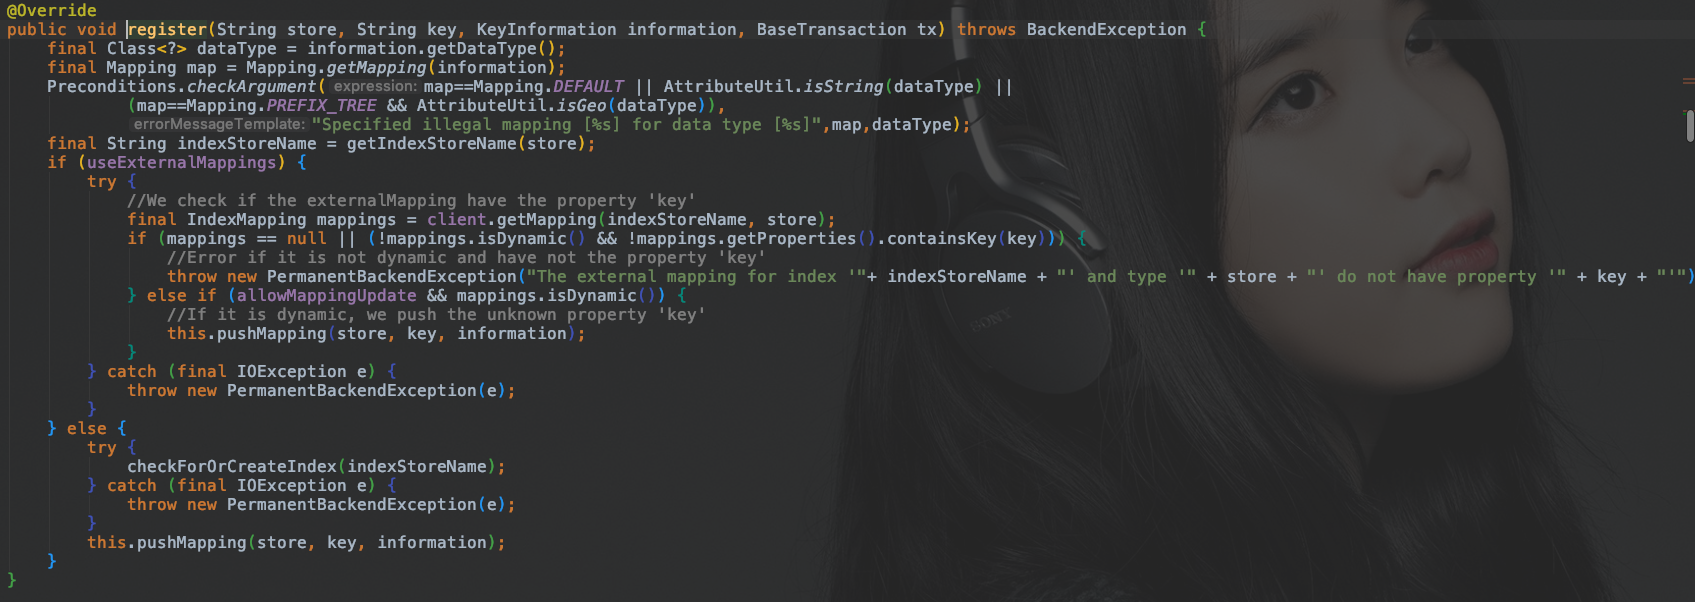 @Override
public void register(String store, String key, KeyInformation information, BaseTransaction tx) throws BackendException {
    final Class<?> dataType = information.getDataType();
    final Mapping map = Mapping.getMapping(information);
    Preconditions.checkArgument( expression: map==Mapping.DEFAULT || AttributeUtil.isString(dataType) ||
            (map==Mapping.PREFIX_TREE && AttributeUtil.isGeo(dataType)),
            errorMessageTemplate: "Specified illegal mapping [%s] for data type [%s]",map,dataType);
    final String indexStoreName = getIndexStoreName(store);
    if (useExternalMappings) {
        try {
            //We check if the externalMapping have the property 'key'
            final IndexMapping mappings = client.getMapping(indexStoreName, store);
            if (mappings == null || (!mappings.isDynamic() && !mappings.getProperties().containsKey(key))) {
                //Error if it is not dynamic and have not the property 'key'
                throw new PermanentBackendException("The external mapping for index '"+ indexStoreName + "' and type '" + store + "' do not have property '" + key + "'")
            } else if (allowMappingUpdate && mappings.isDynamic()) {
                //If it is dynamic, we push the unknown property 'key'
                this.pushMapping(store, key, information);
            }
        } catch (final IOException e) {
            throw new PermanentBackendException(e);
        }
    } else {
        try {
            checkForOrCreateIndex(indexStoreName);
        } catch (final IOException e) {
            throw new PermanentBackendException(e);
        }
        this.pushMapping(store, key, information);
    }
}
SONY